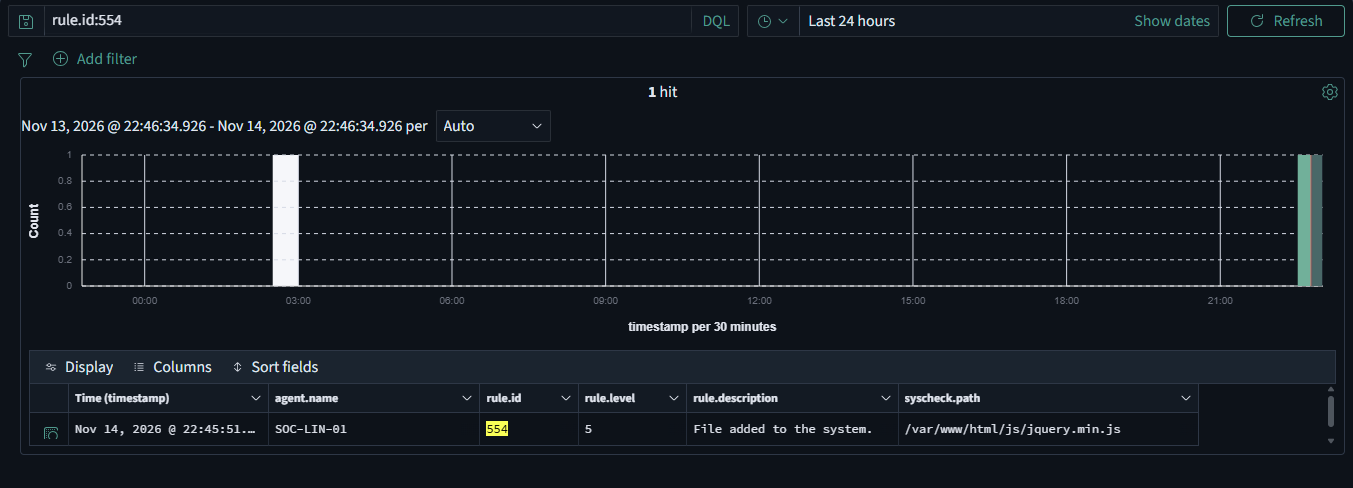 rule.id:554 DQL Last 24 hours Show dates Refresh
Add filter
1 hit
Nov 13, 2026 @ 22:46:34.926 - Nov 14, 2026 @ 22:46:34.926 per Auto
1
0.8
0.6
0.4
0.2
0
Count
00:00 03:00 06:00 09:00 12:00 15:00 18:00 21:00
timestamp per 30 minutes
Display Columns Sort fields
Time (timestamp) agent.name rule.id rule.level rule.description syscheck.path
Nov 14, 2026 @ 22:45:51.… SOC-LIN-01 554 5 File added to the system. /var/www/html/js/jquery.min.js